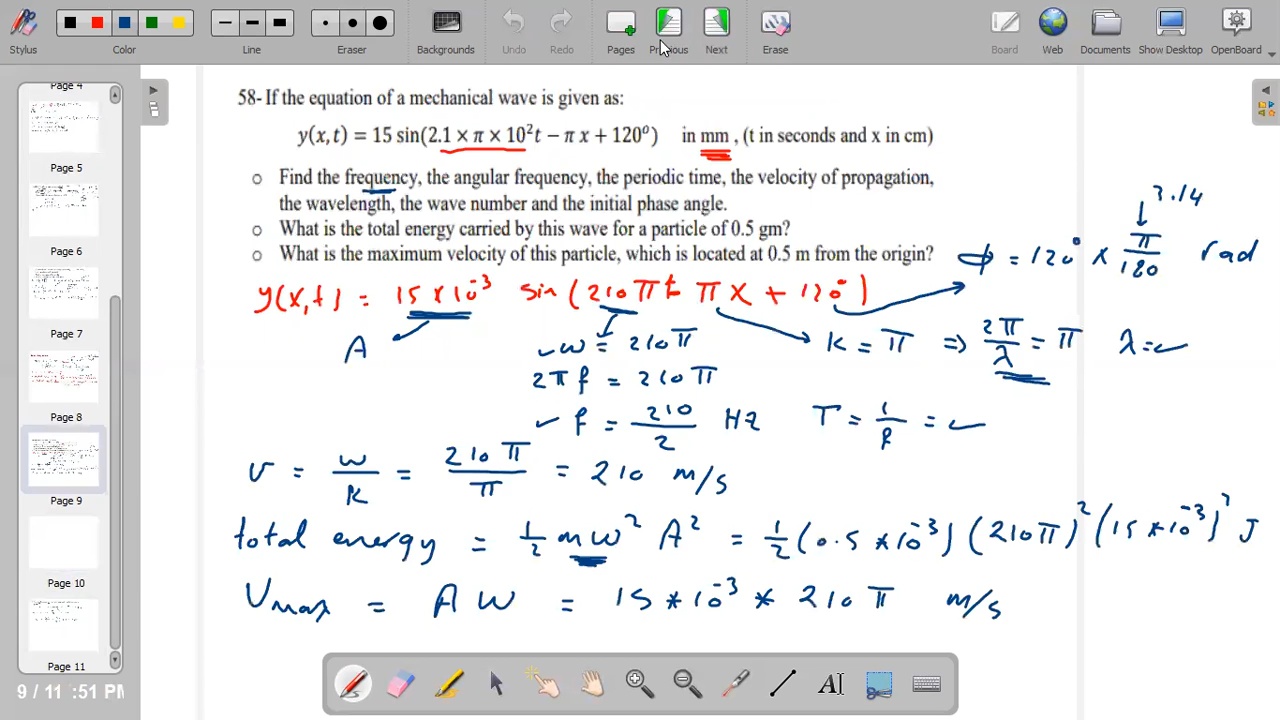 Stylus Color Line Eraser Backgrounds Undo Redo Pages Previous Next Erase Board Web Documents Show Desktop OpenBoard
Page 4
Page 5
Page 6
Page 7
Page 8
Page 9
Page 10
Page 11
9 / 11 :51 PM
58- If the equation of a mechanical wave is given as:
y(x, t) = 15 sin(2.1 × π × 10²t − π x + 120°) in mm , (t in seconds and x in cm)
o Find the frequency, the angular frequency, the periodic time, the velocity of propagation,
the wavelength, the wave number and the initial phase angle.
o What is the total energy carried by this wave for a particle of 0.5 gm?
o What is the maximum velocity of this particle, which is located at 0.5 m from the origin?
3.14
ϕ = 120° × π/180 rad
y(x,t) = 15*10⁻³ sin (210πt πx + 120°)
A
w = 210π
k = π ⇒ 2π/λ = π λ=
2πf = 210π
f = 210/2 Hz T = 1/f =
v = w/k = 210π/π = 210 m/s
total energy = ½ mw² A² = ½ (0.5 *10⁻³) (210π)² (15*10⁻³)² J
Vmax = A W = 15 *10⁻³ * 210 π m/s